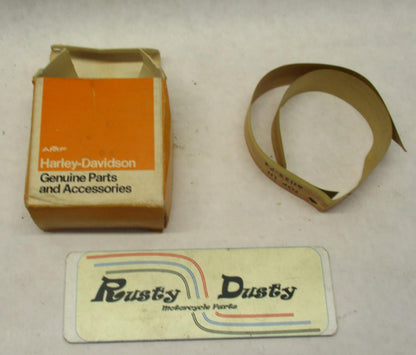 AMF
Harley-Davidson
Genuine Parts
and Accessories
Rusty Dusty
Motorcycle Parts